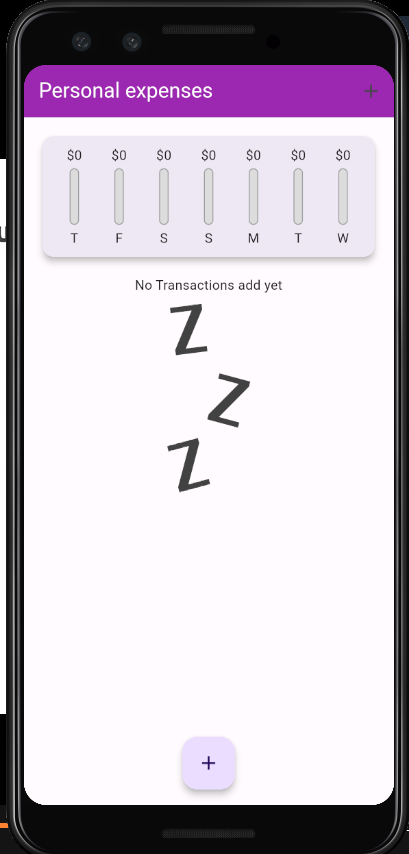 Personal expenses +
$0 $0 $0 $0 $0 $0 $0
T F S S M T W
No Transactions add yet
Z
Z
Z
+